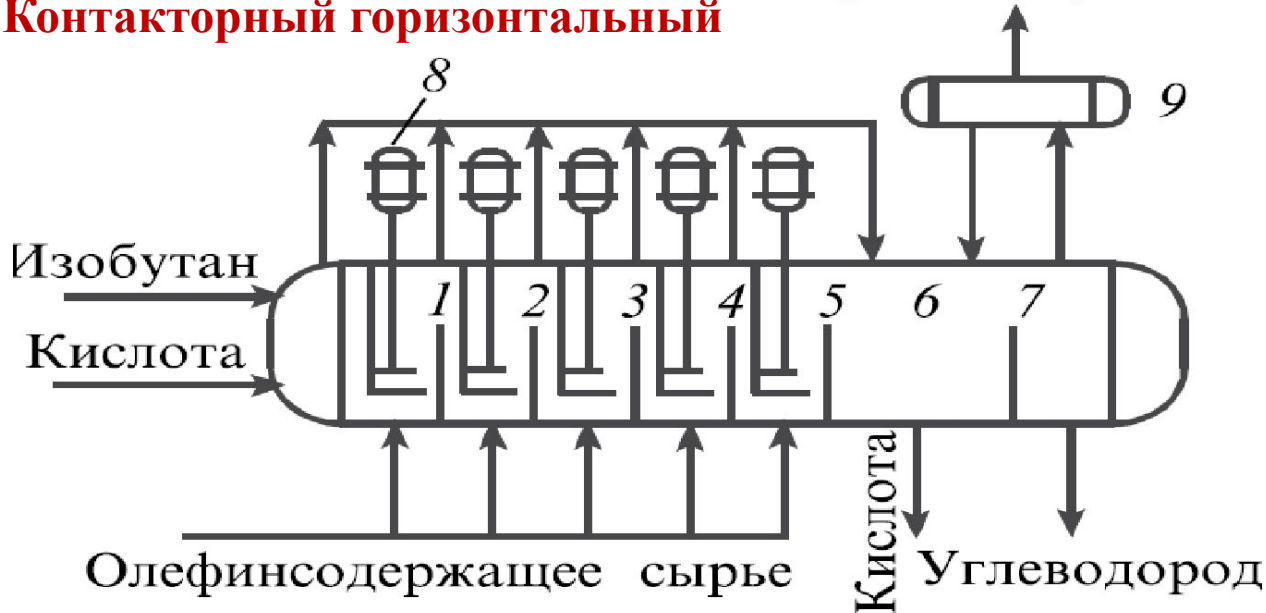 Контакторный горизонтальный
8
9
Изобутан
1 2 3 4 5 6 7
Кислота
Кислота
Олефинсодержащее сырье
Углеводород